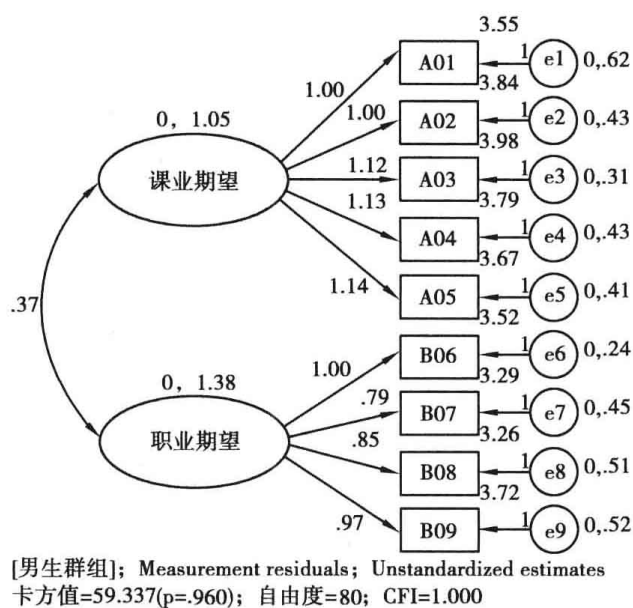 3.55
A01 1 e1 0,.62
3.84
1.00
A02 1 e2 0,.43
3.98
1.00
0, 1.05
课业期望
A03 1 e3 0,.31
3.79
1.12
A04 1 e4 0,.43
3.67
1.13
A05 1 e5 0,.41
3.52
1.14
.37
B06 1 e6 0,.24
3.29
1.00
0, 1.38
职业期望
B07 1 e7 0,.45
3.26
.79
B08 1 e8 0,.51
3.72
.85
B09 1 e9 0,.52
.97
[男生群组]; Measurement residuals; Unstandardized estimates
卡方值=59.337(p=.960); 自由度=80; CFI=1.000